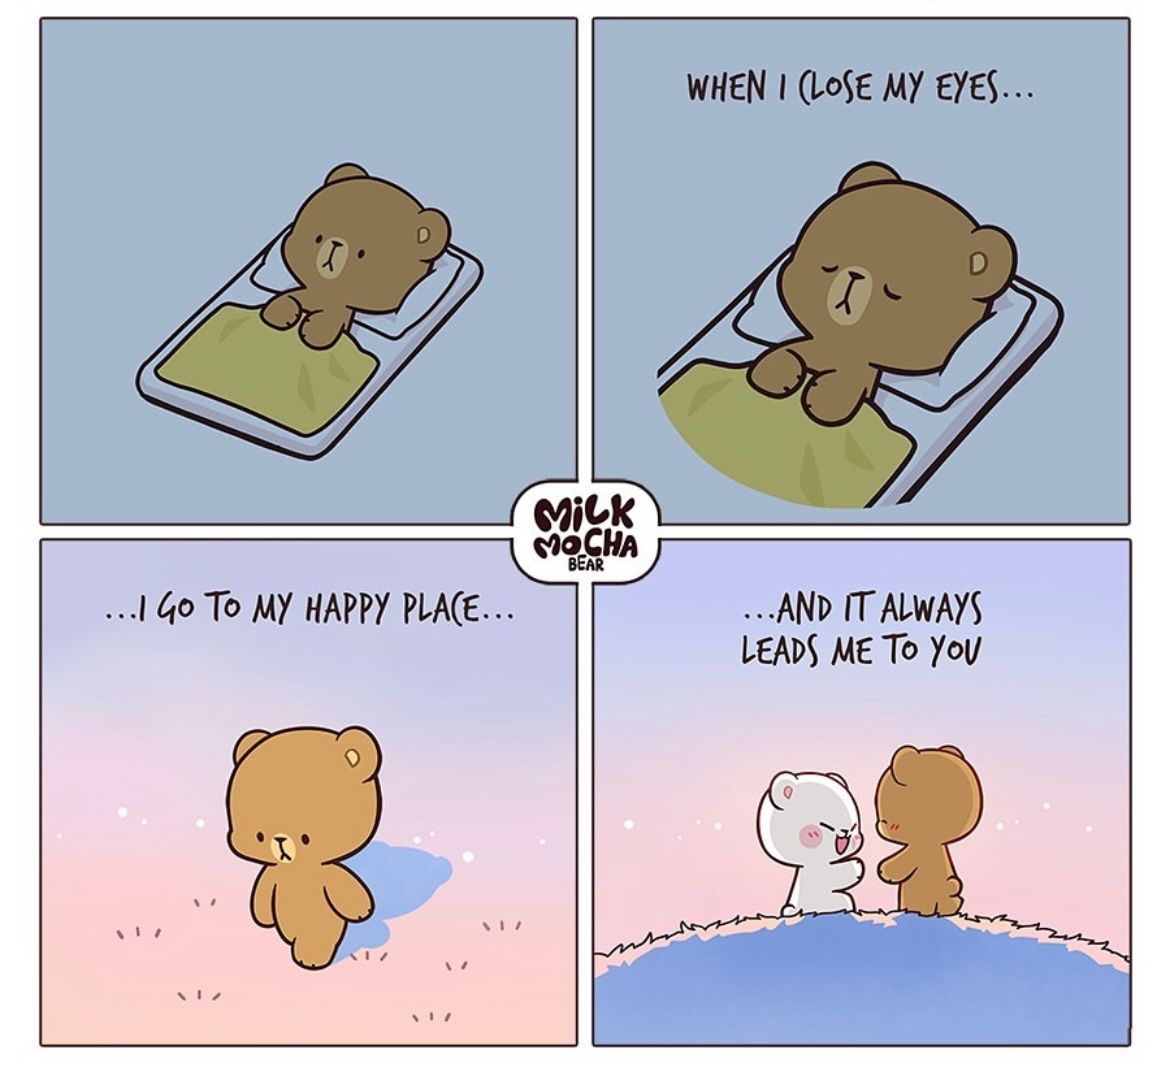 WHEN I CLOSE MY EYES...
MILK
MOCHA
BEAR
...I GO TO MY HAPPY PLACE...
...AND IT ALWAYS
LEADS ME TO YOU